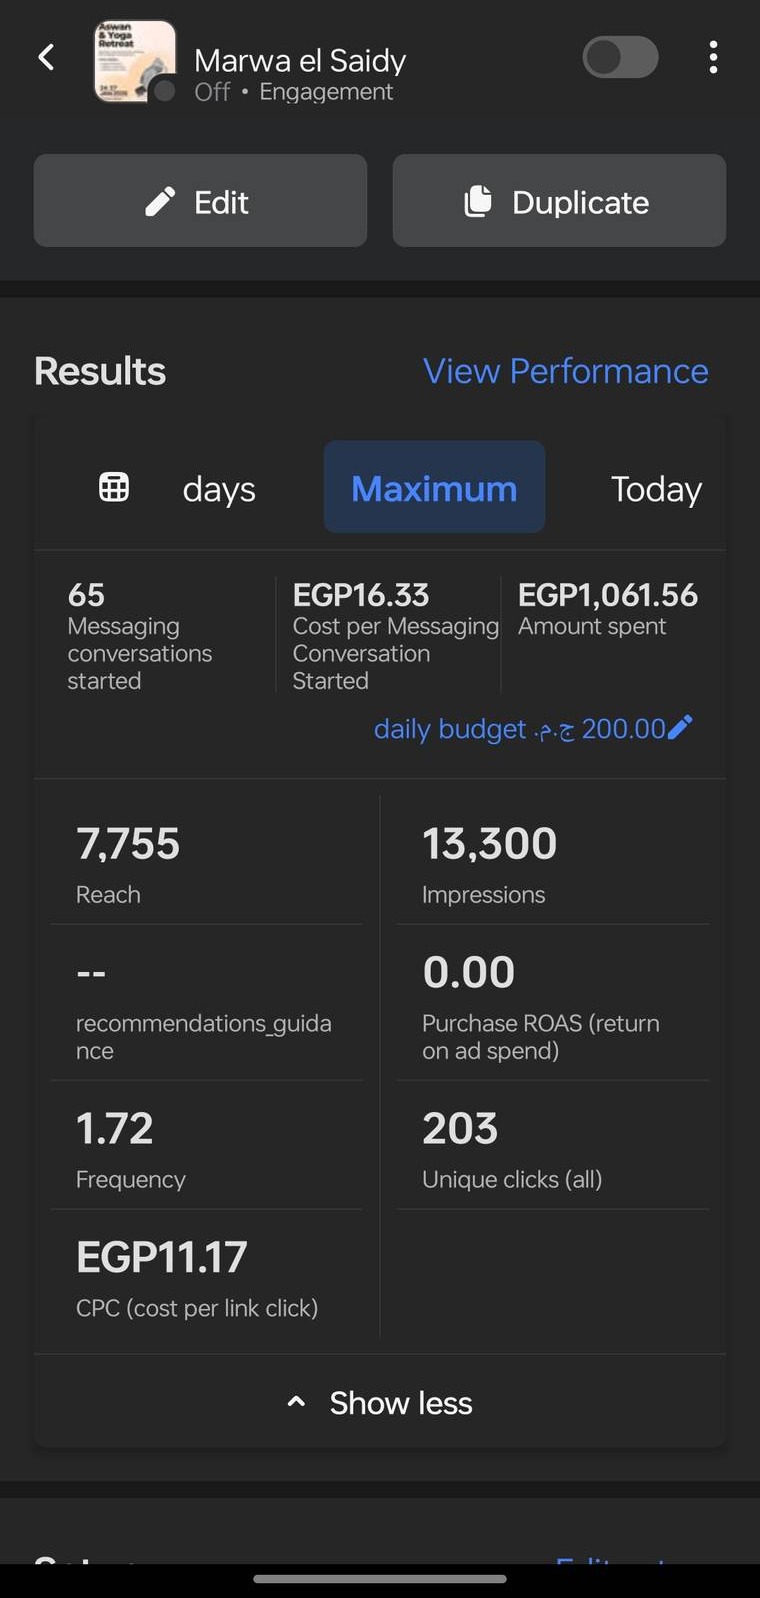 Aswan
& Yoga
Retreat
Marwa el Saidy
Off • Engagement
Edit
Duplicate
Results
View Performance
days
Maximum
Today
65
Messaging
conversations
started
EGP16.33
Cost per Messaging
Conversation
Started
EGP1,061.56
Amount spent
daily budget ج.م.‏ 200.00
7,755
Reach
13,300
Impressions
--
recommendations_guida
nce
0.00
Purchase ROAS (return
on ad spend)
1.72
Frequency
203
Unique clicks (all)
EGP11.17
CPC (cost per link click)
Show less